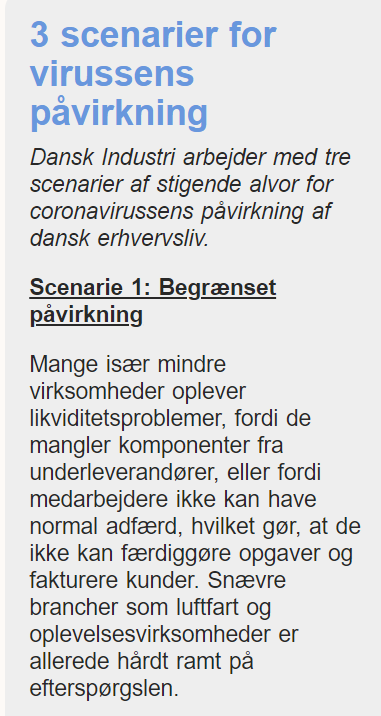 3 scenarier for
virussens
påvirkning
Dansk Industri arbejder med tre
scenarier af stigende alvor for
coronavirussens påvirkning af
dansk erhvervsliv.
Scenarie 1: Begrænset
påvirkning
Mange især mindre
virksomheder oplever
likviditetsproblemer, fordi de
mangler komponenter fra
underleverandører, eller fordi
medarbejdere ikke kan have
normal adfærd, hvilket gør, at de
ikke kan færdiggøre opgaver og
fakturere kunder. Snævre
brancher som luftfart og
oplevelsesvirksomheder er
allerede hårdt ramt på
efterspørgslen.